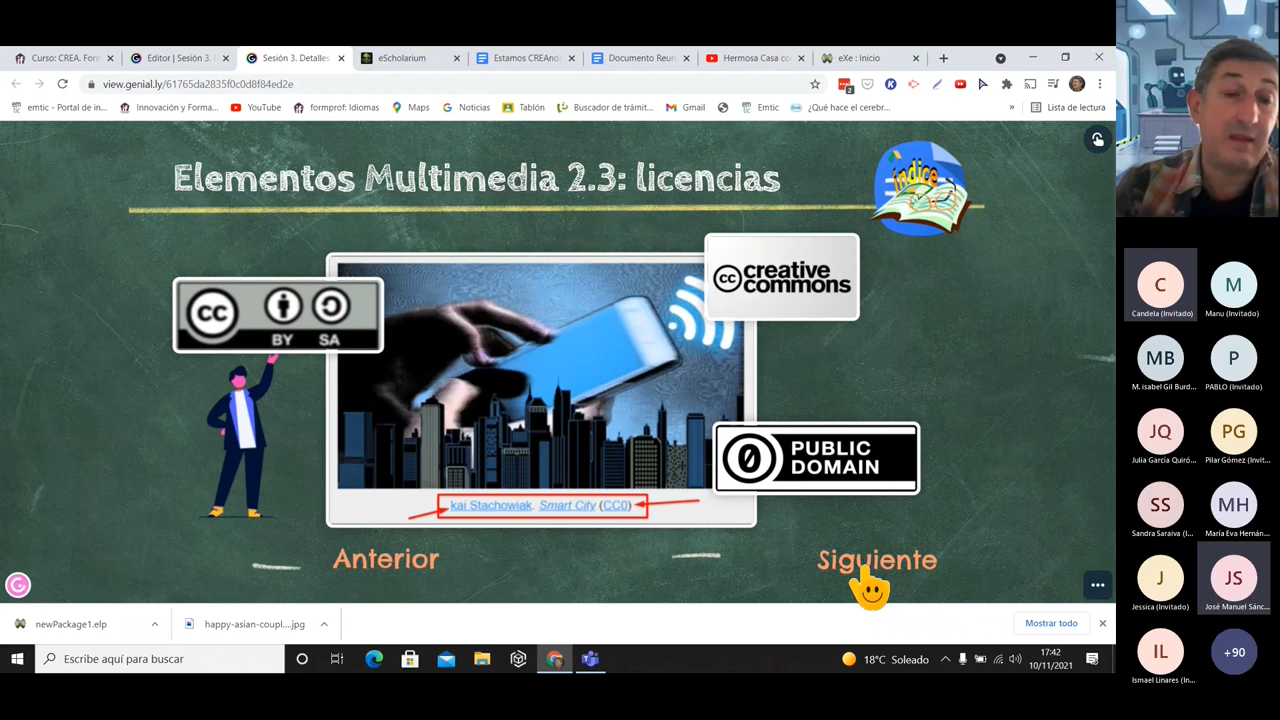 Curso: CREA. Forr
Editor | Sesión 3.
Sesión 3. Detalles
eScholarium
Estamos CREAnd
Documento Reun
Hermosa Casa co
eXe : Inicio
view.genial.ly/61765da2835f0c0d8f84ed2e
emtic - Portal de in...
Innovación y Forma...
YouTube
formprof: Idiomas
Maps
Noticias
Tablón
Buscador de trámit...
Gmail
Emtic
¿Qué hace el cerebr...
»
Lista de lectura
Elementos Multimedia 2.3: licencias
índice
creative
commons
CC
BY SA
PUBLIC
DOMAIN
kai Stachowiak. Smart City (CC0)
Anterior
Siguiente
newPackage1.elp
happy-asian-coupl....jpg
Mostrar todo
Escribe aquí para buscar
18°C Soleado
17:42
10/11/2021
C
Candela (Invitado)
M
Manu (Invitado)
MB
M. isabel Gil Burd...
P
PABLO (Invitado)
JQ
Julia García Quiró...
PG
Pilar Gómez (Invit...
SS
Sandra Saraiva (I...
MH
María Eva Hernán...
J
Jessica (Invitado)
JS
José Manuel Sánc...
IL
Ismael Linares (In...
+90